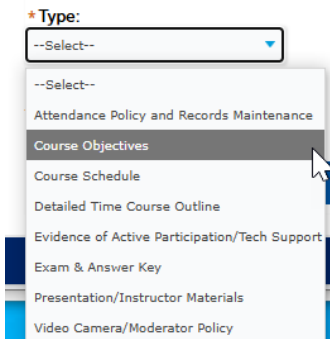 *Type:
--Select--
--Select--
Attendance Policy and Records Maintenance
Course Objectives
Course Schedule
Detailed Time Course Outline
Evidence of Active Participation/Tech Support
Exam & Answer Key
Presentation/Instructor Materials
Video Camera/Moderator Policy